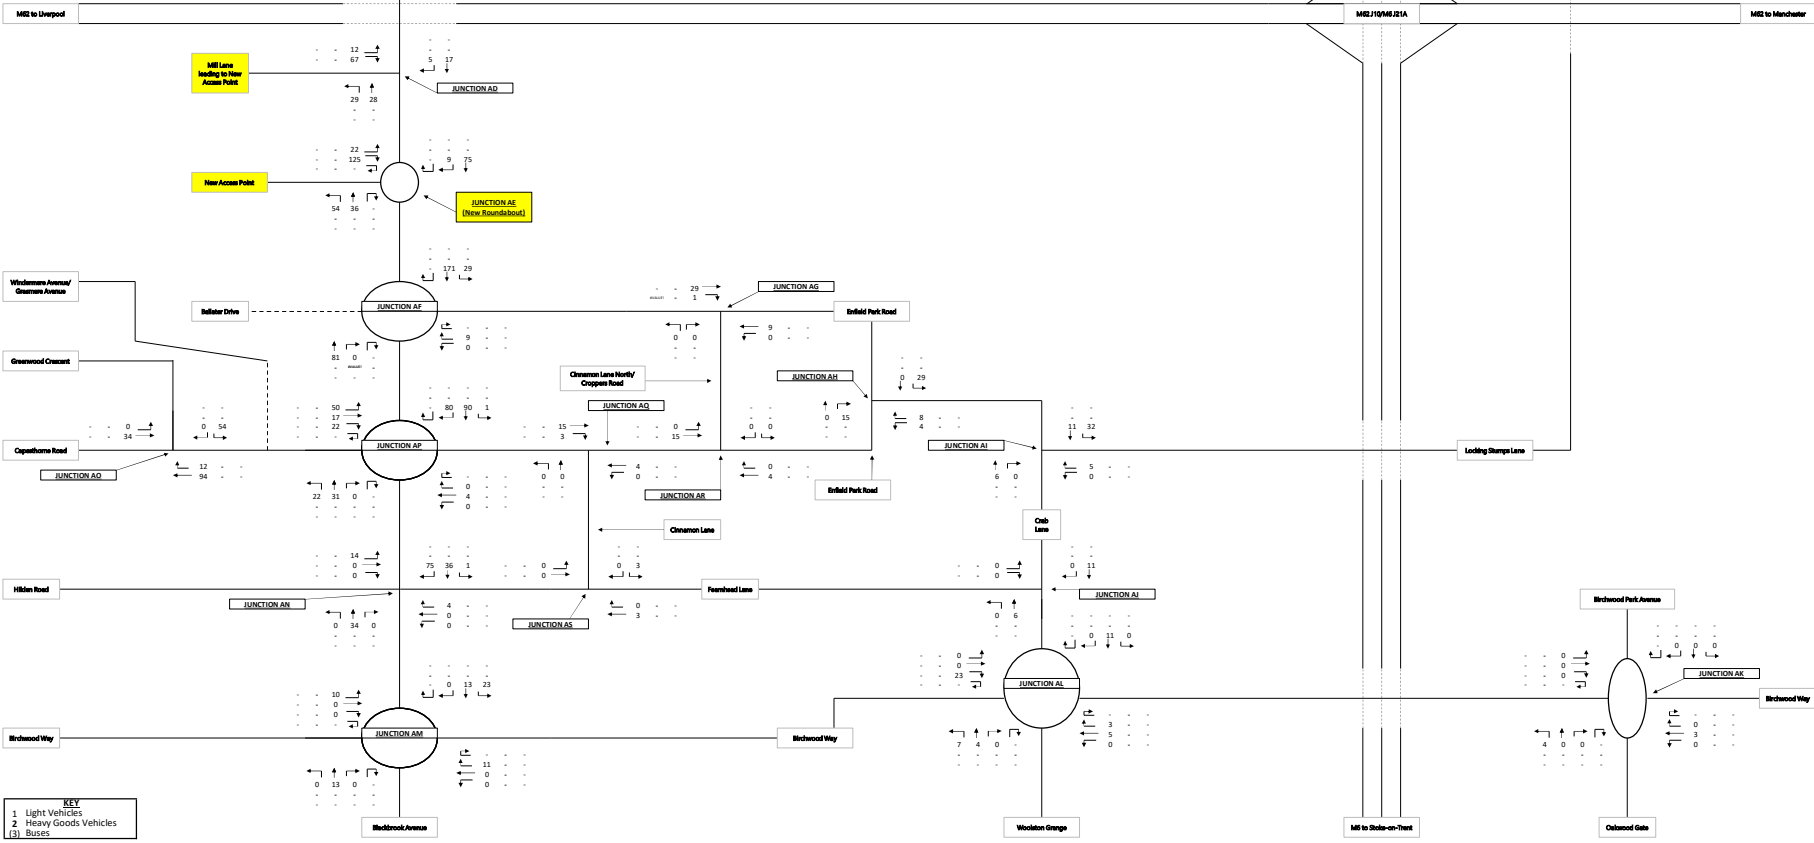 M62 to Liverpool
M62 J10/M6 J21A
M62 to Manchester
- - 12
- - 67
- -
- -
5 17
Mill Lane
leading to New
Access Point
JUNCTION AD
29 28
- -
- -
- - 22
- - 125
- - -
- - -
- - -
- 9 75
New Access Point
JUNCTION AE
(New Roundabout)
54 36 -
- - -
- - -
- - -
- - -
- 171 29
Windermere Avenue/
Grasmere Avenue
Ballater Drive
JUNCTION AF
- - 29
- 1
JUNCTION AG
Enfield Park Road
- - -
9 - -
0 - -
81 0 -
- -
- - -
0 0
- -
- -
9 - -
0 - -
Greenwood Crescent
Cinnamon Lane North/
Croppers Road
JUNCTION AH
- -
- -
0 29
- - 0
- - 34
- -
- -
0 54
- - 50
- - 17
- - 22
- - -
- - - -
- - - -
- 80 90 1
JUNCTION AQ
- - 15
- - 3
- - 0
- - 15
- -
- -
0 0
0 15
- -
- -
8 - -
4 - -
- -
- -
11 32
Capesthorne Road
JUNCTION AP
JUNCTION AI
Locking Stumps Lane
JUNCTION AO
12 - -
94 - -
22 31 0 -
- - - -
- - - -
- - -
0 - -
4 - -
0 - -
0 0
- -
- -
4 - -
0 - -
JUNCTION AR
0 - -
4 - -
Enfield Park Road
6 0
- -
- -
5 - -
0 - -
Cinnamon Lane
Crab
Lane
- - 14
- - 0
- - 0
- - -
- - -
75 36 1
- - 0
- - 0
- -
- -
0 3
- - 0
- - 0
- -
- -
0 11
Hilden Road
Fearnhead Lane
JUNCTION AN
JUNCTION AJ
Birchwood Park Avenue
0 34 0
- - -
- - -
4 - -
0 - -
0 - -
JUNCTION AS
0 - -
3 - -
0 6
- -
- -
- - - -
- - - -
- 0 11 0
- - - -
- - - -
- 0 0 0
- - 10
- - 0
- - 0
- - -
- - - -
- - - -
- 0 13 23
- - 0
- - 0
- - 23
- - -
JUNCTION AL
- - 0
- - 0
- - 0
- - -
JUNCTION AK
Birchwood Way
Birchwood Way
JUNCTION AM
Birchwood Way
7 4 0 -
- - - -
- - - -
- - -
3 - -
5 - -
0 - -
4 0 0 -
- - - -
- - - -
- - -
0 - -
3 - -
0 - -
0 13 0 -
- - - -
- - - -
- - -
11 - -
0 - -
0 - -
KEY
1 Light Vehicles
2 Heavy Goods Vehicles
(3) Buses
Blackbrook Avenue
Woolston Grange
M6 to Stoke-on-Trent
Oakwood Gate